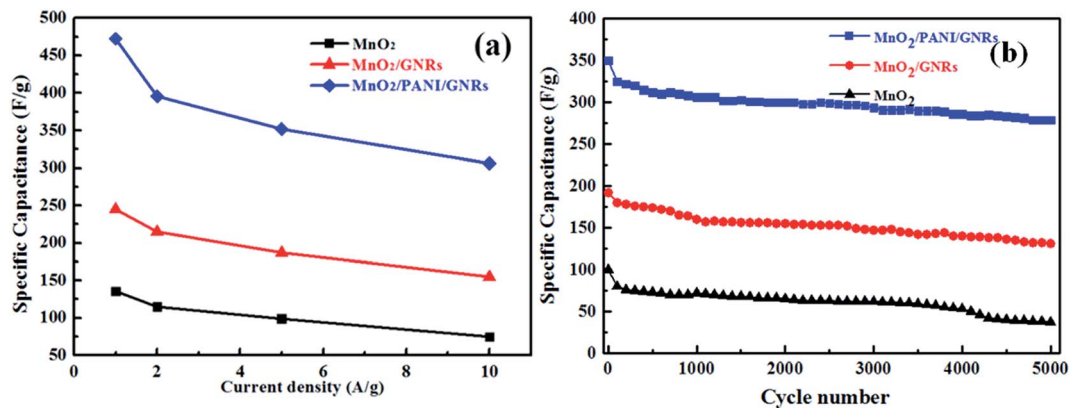 500
450
400
350
300
250
200
150
100
50
Specific Capacitance (F/g)
0
2
4
6
8
10
Current density (A/g)
(a)
MnO₂
MnO₂/GNRs
MnO₂/PANI/GNRs
400
350
300
250
200
150
100
50
0
Specific Capacitance (F/g)
0
1000
2000
3000
4000
5000
Cycle number
(b)
MnO₂/PANI/GNRs
MnO₂/GNRs
MnO₂